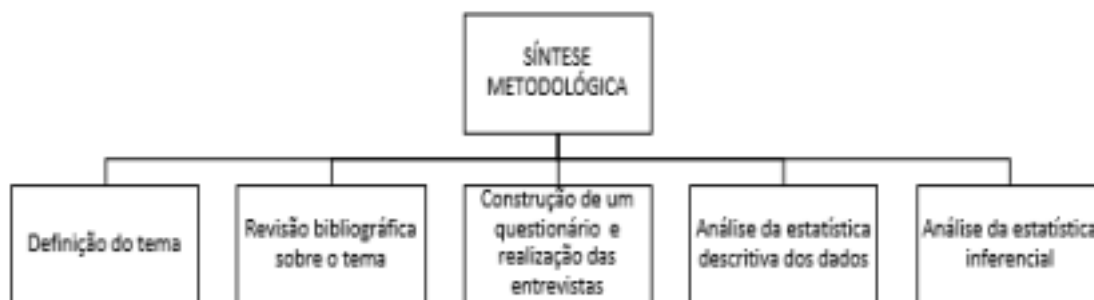 SÍNTESE
METODOLÓGICA
Definição do tema
Revisão bibliográfica
sobre o tema
Construção de um
questionário e
realização das
entrevistas
Análise da estatística
descritiva dos dados
Análise da estatística
inferencial